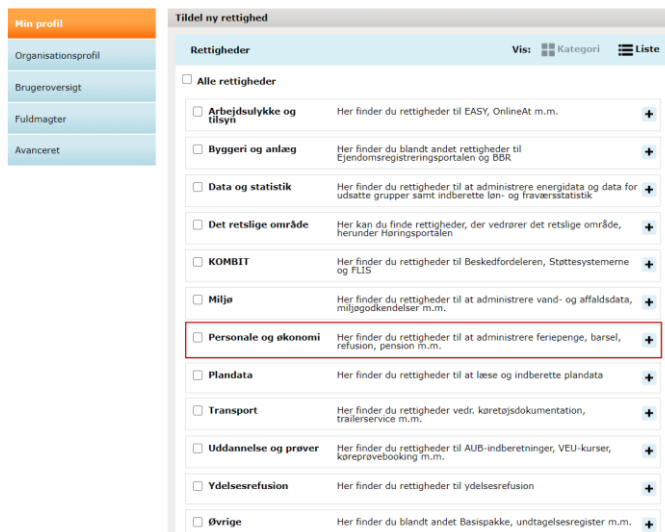 Min profil
Organisationsprofil
Brugeroversigt
Fuldmagter
Avanceret
Tildel ny rettighed
Rettigheder
Vis: Kategori Liste
Alle rettigheder
Arbejdsulykke og
tilsyn
Her finder du rettigheder til EASY, OnlineAt m.m.
Byggeri og anlæg
Her finder du blandt andet rettigheder til
Ejendomsregistreringsportalen og BBR
Data og statistik
Her finder du rettigheder til at administrere energidata og data for
udsatte grupper samt indberette løn- og fraværsstatistik
Det retslige område
Her kan du finde rettigheder, der vedrører det retslige område,
herunder Høringsportalen
KOMBIT
Her finder du rettigheder til Beskedfordeleren, Støttesystemerne
og FLIS
Miljø
Her finder du rettigheder til at administrere vand- og affaldsdata,
miljøgodkendelser m.m.
Personale og økonomi
Her finder du rettigheder til at administrere feriepenge, barsel,
refusion, pension m.m.
Plandata
Her finder du rettigheder til at læse og indberette plandata
Transport
Her finder du rettigheder vedr. køretøjsdokumentation,
trailerservice m.m.
Uddannelse og prøver
Her finder du rettigheder til AUB-indberetninger, VEU-kurser,
køreprøvebooking m.m.
Ydelsesrefusion
Her finder du rettigheder til ydelsesrefusion
Øvrige
Her finder du blandt andet Basispakke, undtagelsesregister m.m.